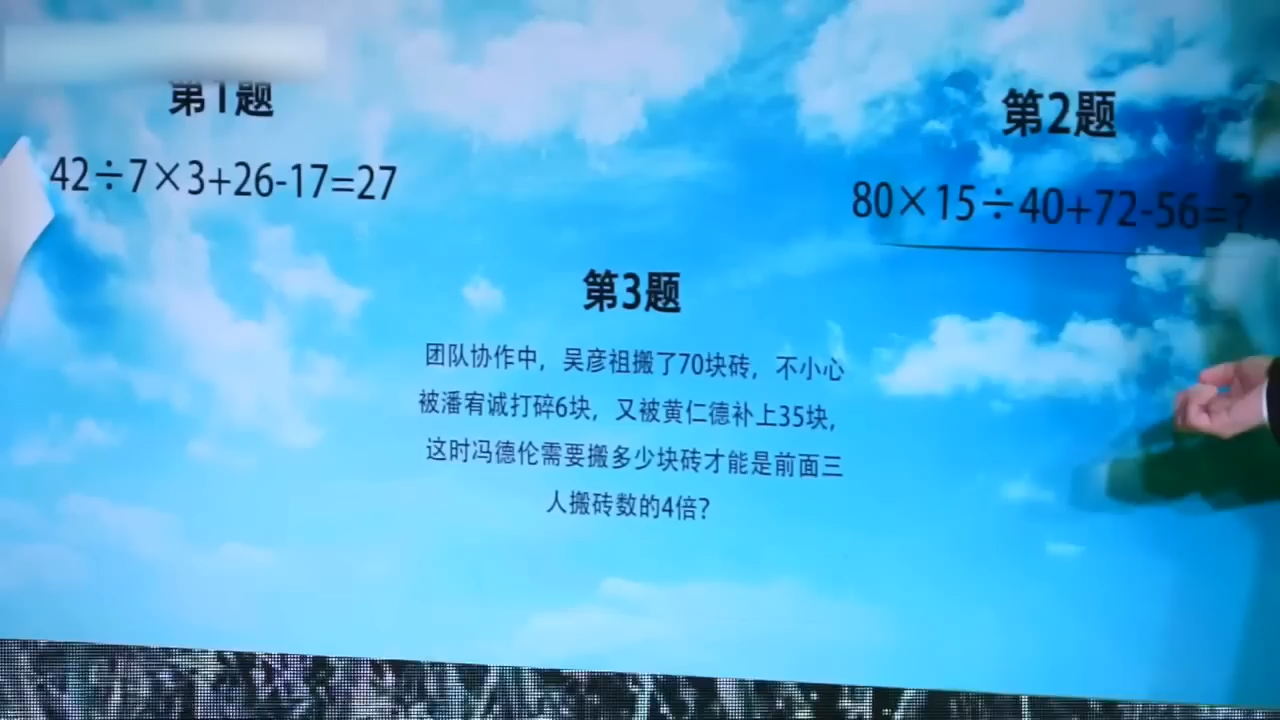 第1题
42÷7×3+26-17=27
第2题
80×15÷40+72-56=?
第3题
团队协作中，吴彦祖搬了70块砖，不小心
被潘宥诚打碎6块，又被黄仁德补上35块，
这时冯德伦需要搬多少块砖才能是前面三
人搬砖数的4倍？